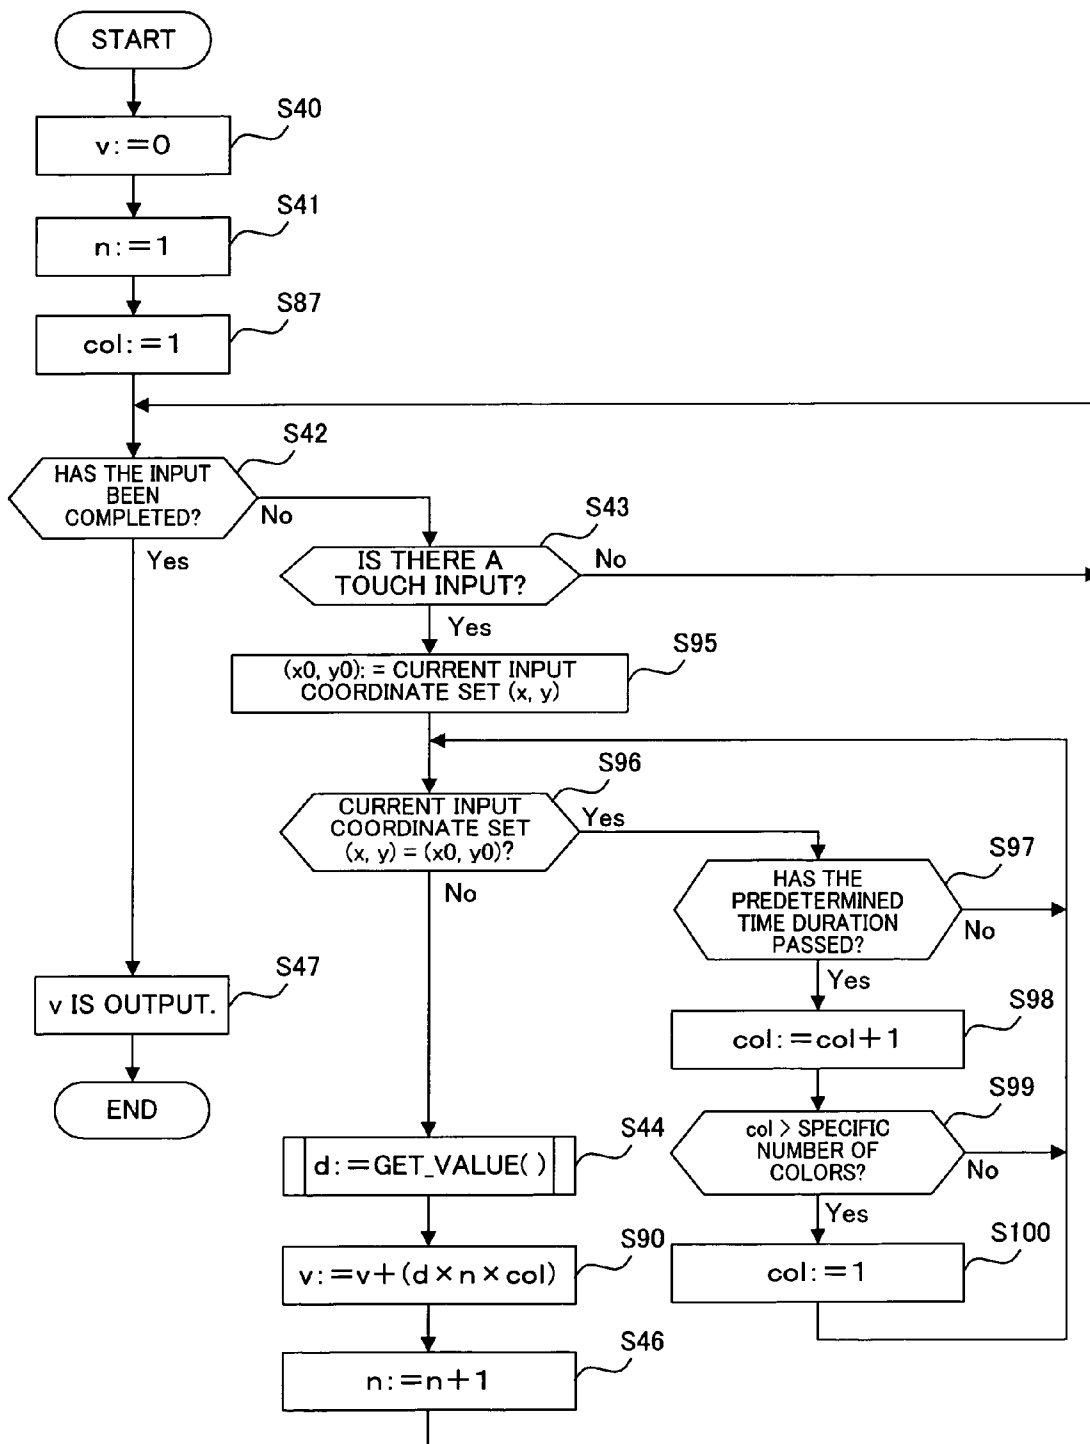 START
S40
v:=0
S41
n:=1
S87
col:=1
S42
HAS THE INPUT
BEEN
COMPLETED?
No
Yes
S43
IS THERE A
TOUCH INPUT?
No
Yes
S95
(x0, y0): = CURRENT INPUT
COORDINATE SET (x, y)
S96
CURRENT INPUT
COORDINATE SET
(x, y) = (x0, y0)?
Yes
No
S97
HAS THE
PREDETERMINED
TIME DURATION
PASSED?
No
Yes
S47
v IS OUTPUT.
END
S98
col:=col+1
S99
col > SPECIFIC
NUMBER OF
COLORS?
No
Yes
S100
col:=1
S44
d:=GET_VALUE( )
S90
v:=v+(d×n×col)
S46
n:=n+1